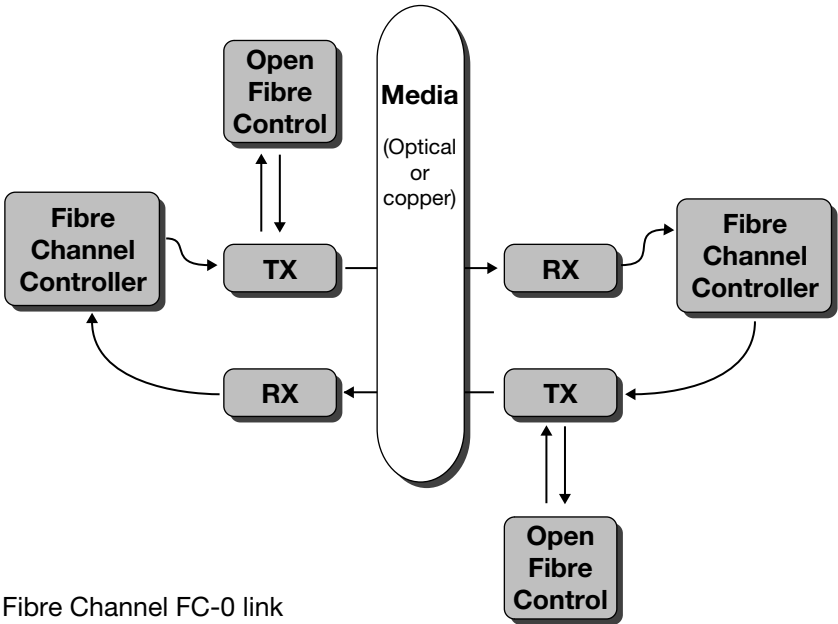 Open
Fibre
Control
Media
(Optical
or
copper)
Fibre
Channel
Controller
TX
RX
Fibre
Channel
Controller
RX
TX
Open
Fibre
Control
Fibre Channel FC-0 link